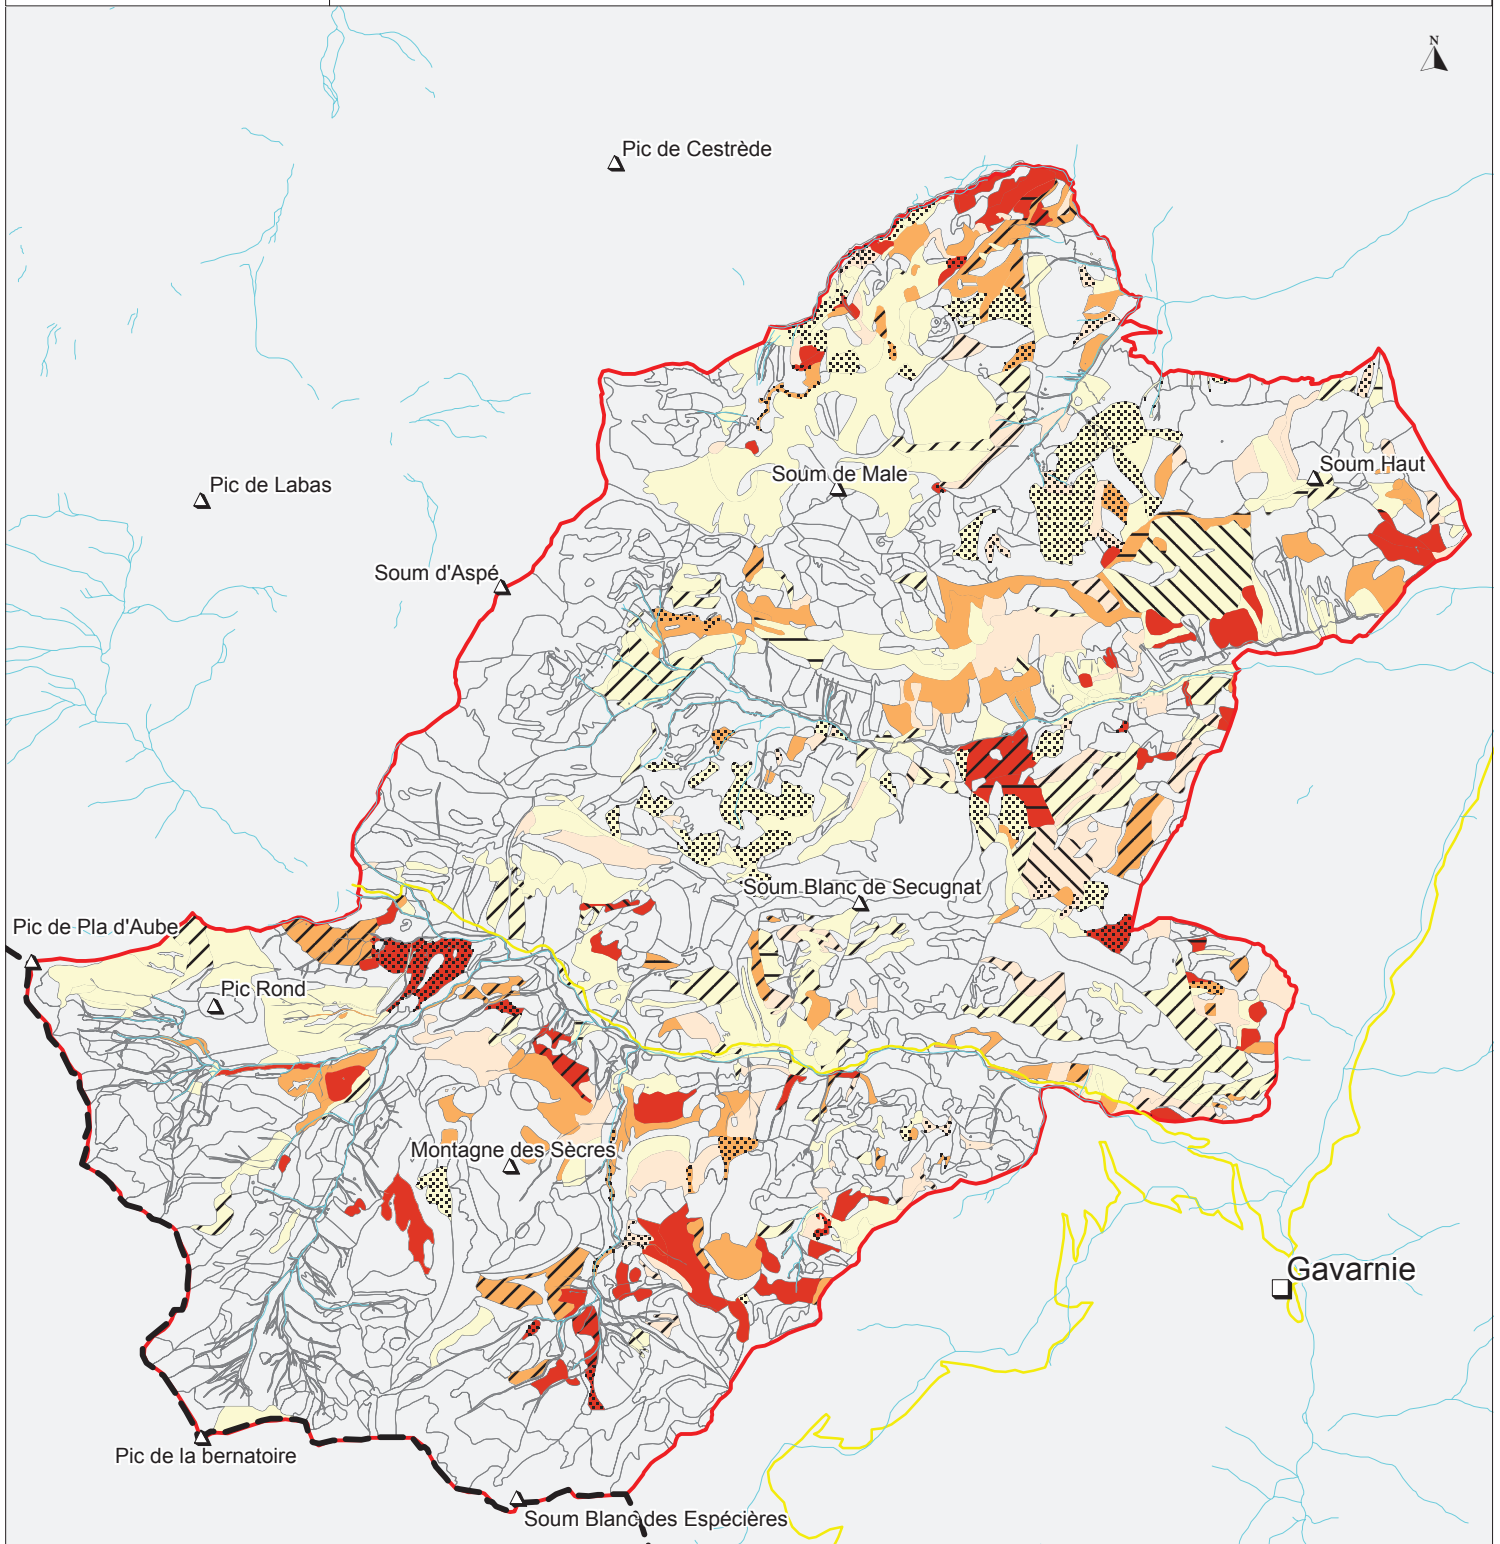 N
Pic de Cestrède
Soum de Male
Soum Haut
Pic de Labas
Soum d'Aspé
Soum Blanc de Secugnat
Pic de Pla d'Aube
Pic Rond
Montagne des Sècres
Gavarnie
Pic de la bernatoire
Soum Blanc des Espécières